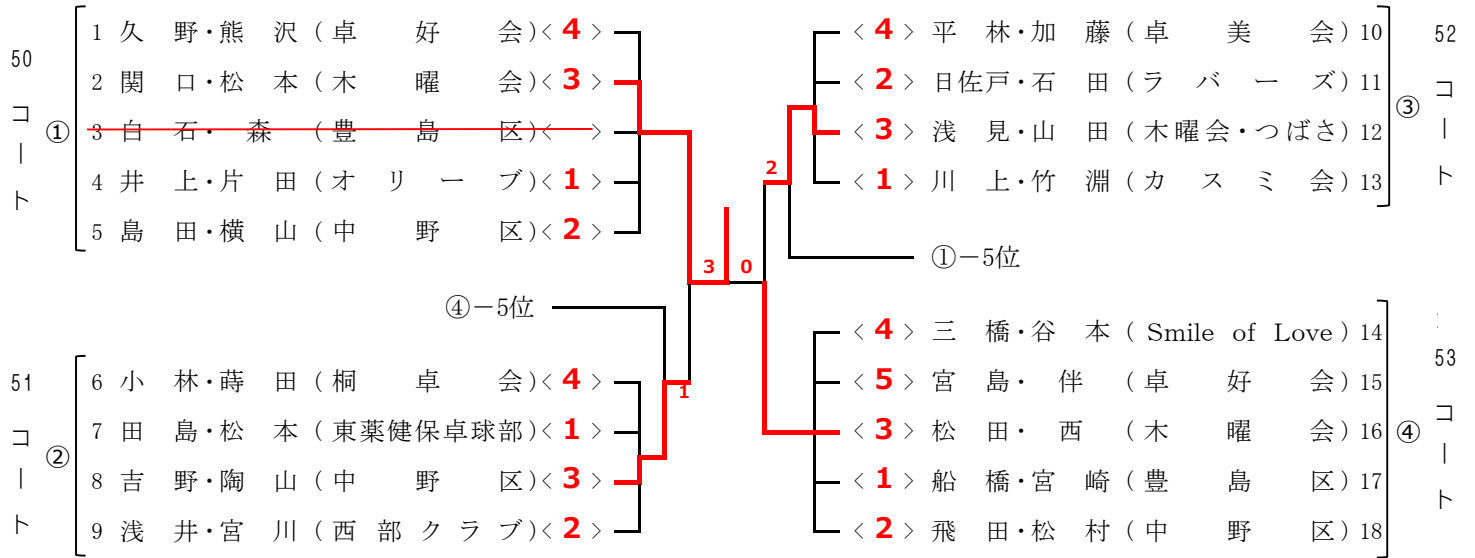 50コート
①
1 久野・熊沢(卓好会)< 4 >
2 関口・松本(木曜会)< 3 >
3 白石・森(豊島区)< >
4 井上・片田(オリーブ)< 1 >
5 島田・横山(中野区)< 2 >
④－5位
51コート
②
6 小林・蒔田(桐卓会)< 4 >
7 田島・松本(東薬健保卓球部)< 1 >
8 吉野・陶山(中野区)< 3 >
9 浅井・宮川(西部クラブ)< 2 >
1
3 0
2
< 4 > 平林・加藤(卓美会) 10
< 2 > 日佐戸・石田(ラバーズ) 11
< 3 > 浅見・山田(木曜会・つばさ) 12
< 1 > 川上・竹淵(カスミ会) 13
③
52コート
①－5位
< 4 > 三橋・谷本(Smile of Love) 14
< 5 > 宮島・伴(卓好会) 15
< 3 > 松田・西(木曜会) 16
< 1 > 船橋・宮崎(豊島区) 17
< 2 > 飛田・松村(中野区) 18
④
53コート